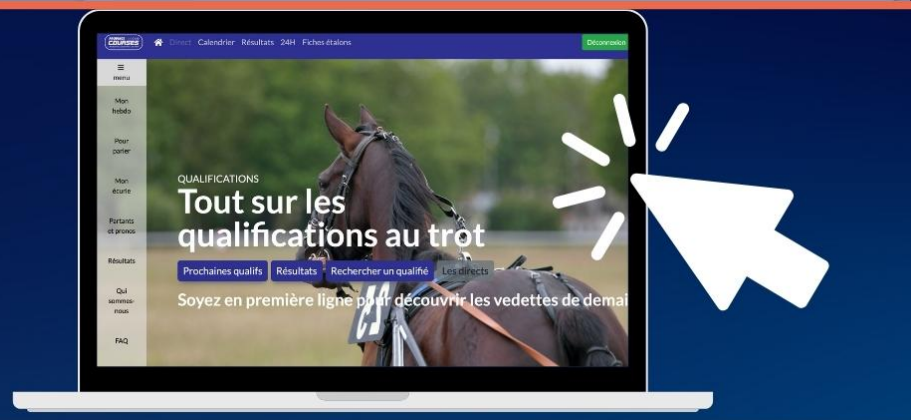 COURSES
Direct Calendrier Résultats 24H Fiches étalons
Déconnexion
menu
Mon
hebdo
Pour
parier
Mon
écurie
Partants
et pronos
Résultats
Qui
sommes-
nous
FAQ
QUALIFICATIONS
Tout sur les
qualifications au trot
Prochaines qualifs Résultats Rechercher un qualifié Les directs
Soyez en première ligne pour découvrir les vedettes de demai